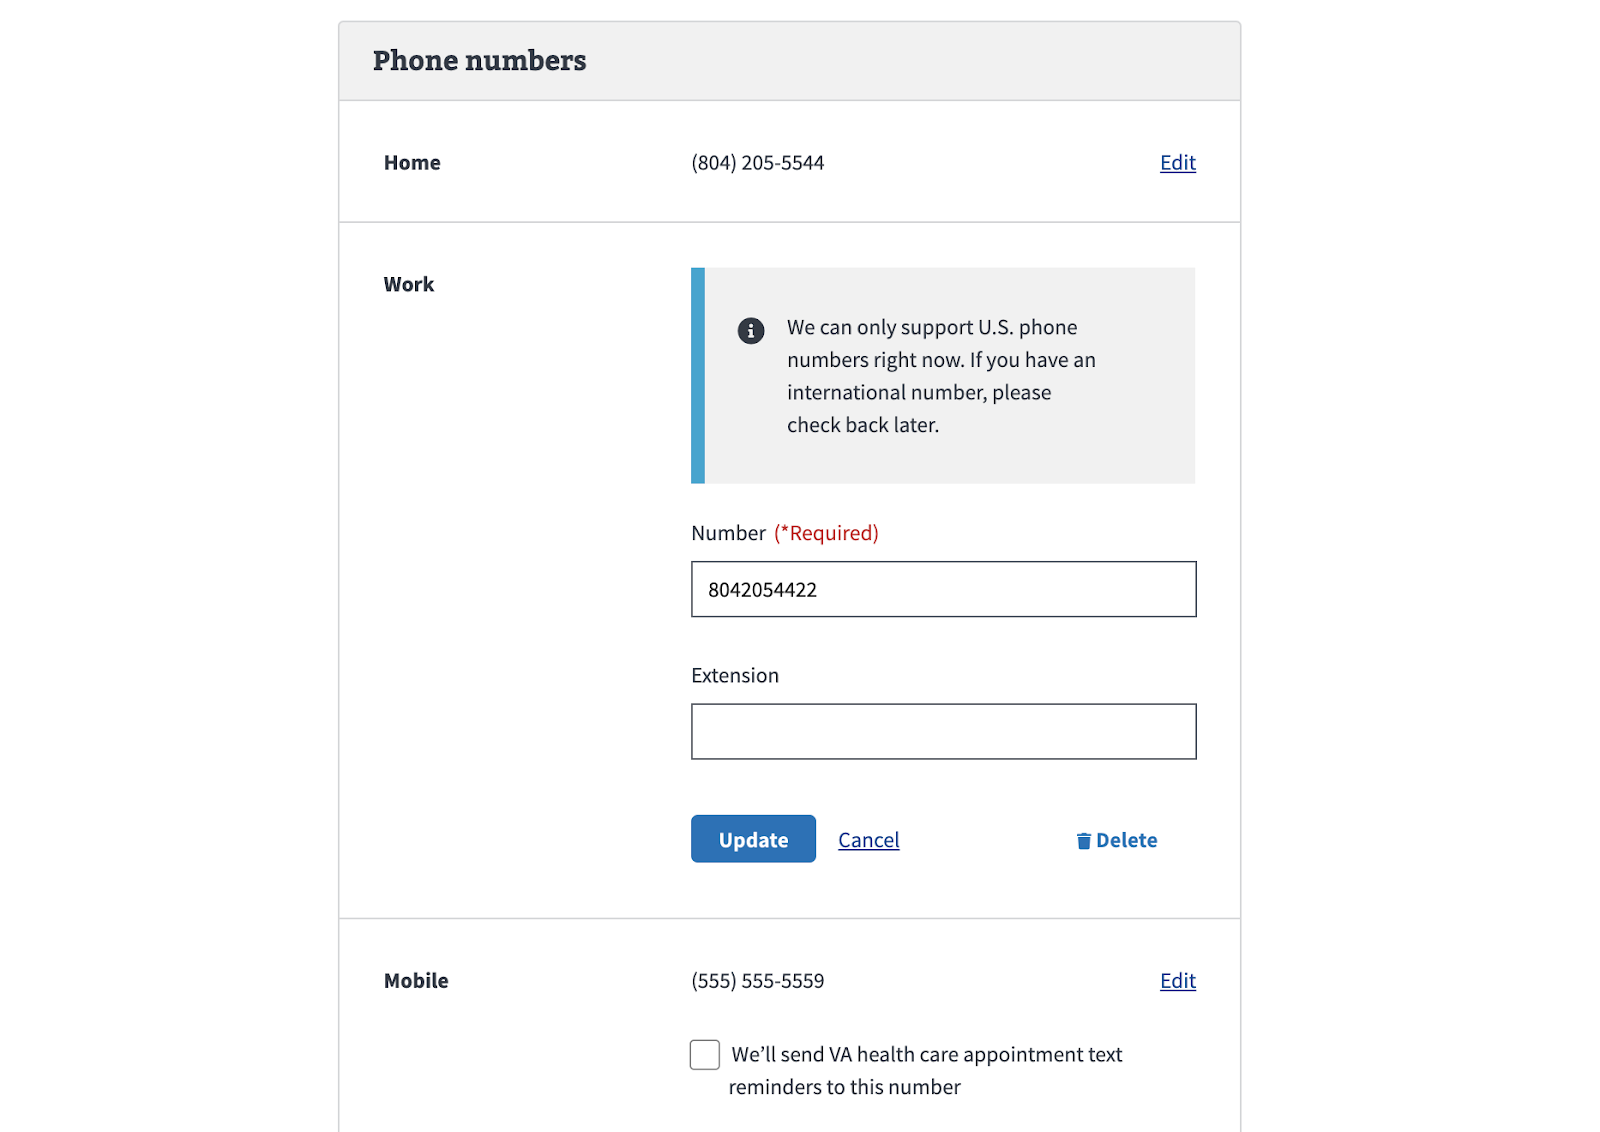 Phone numbers
Home (804) 205-5544 Edit
Work
We can only support U.S. phone
numbers right now. If you have an
international number, please
check back later.
Number (*Required)
8042054422
Extension
Update Cancel Delete
Mobile (555) 555-5559 Edit
We’ll send VA health care appointment text
reminders to this number